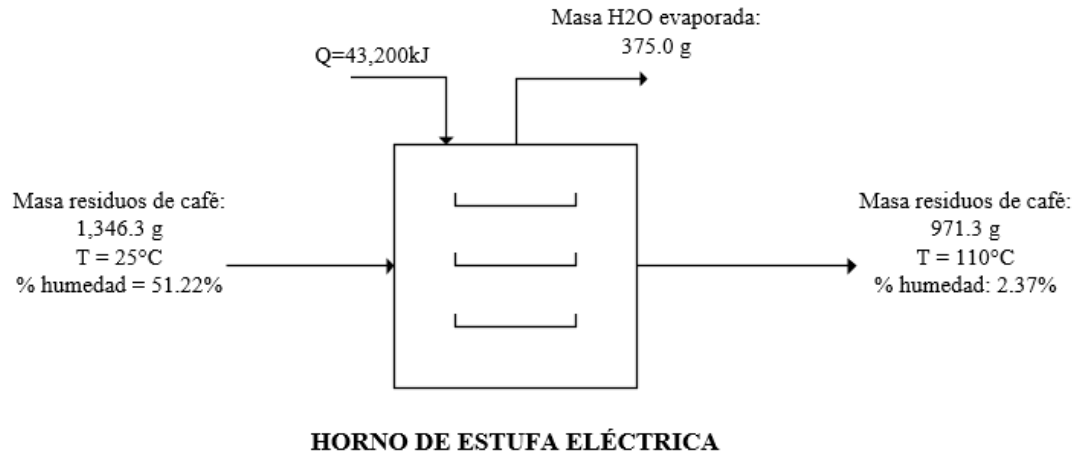 Masa H2O evaporada:
375.0 g
Q=43,200kJ
Masa residuos de café:
1,346.3 g
T = 25°C
% humedad = 51.22%
Masa residuos de café:
971.3 g
T = 110°C
% humedad: 2.37%
HORNO DE ESTUFA ELÉCTRICA